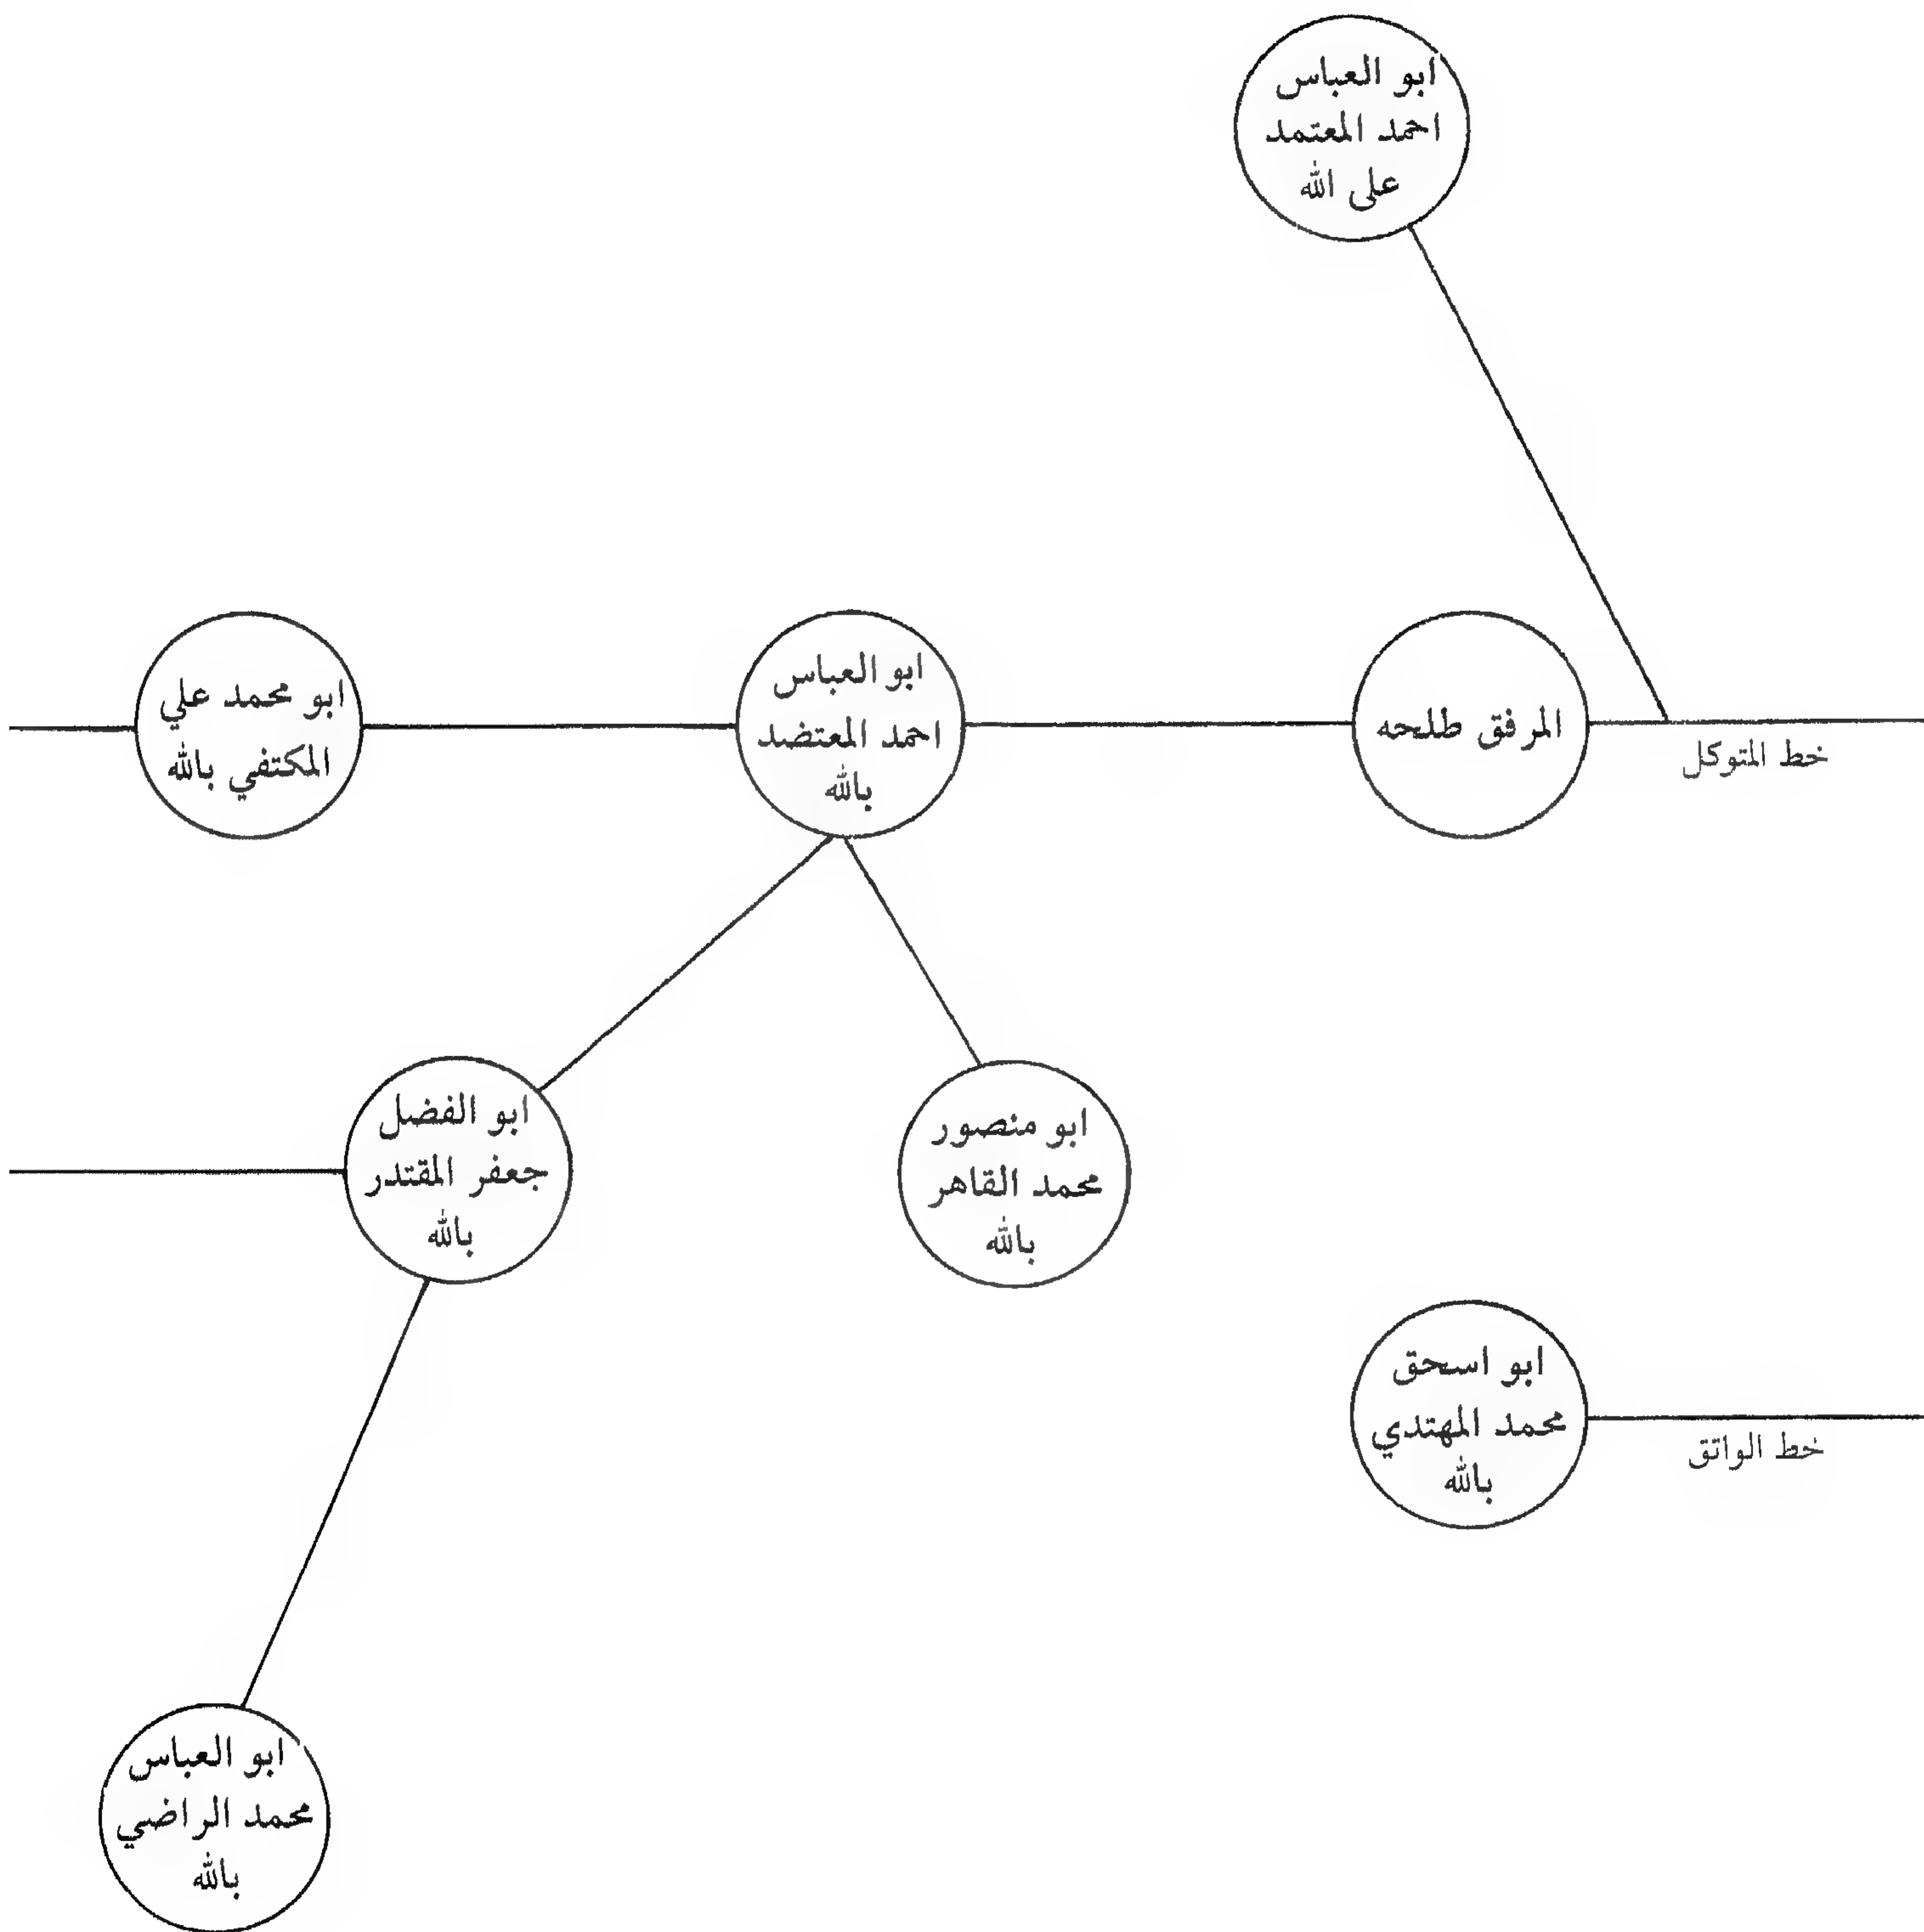 ابو العباس
احمد المعتمد
على الله
المرفق طلحه
خط المتوكل
ابو العباس
احمد المعتضد
بالله
ابو محمد علي
المكتفي بالله
ابو منصور
محمد القاهر
بالله
ابو الفضل
جعفر المقتدر
بالله
ابو اسحق
محمد المهتدي
بالله
خط الواتق
ابو العباس
محمد الراضي
بالله